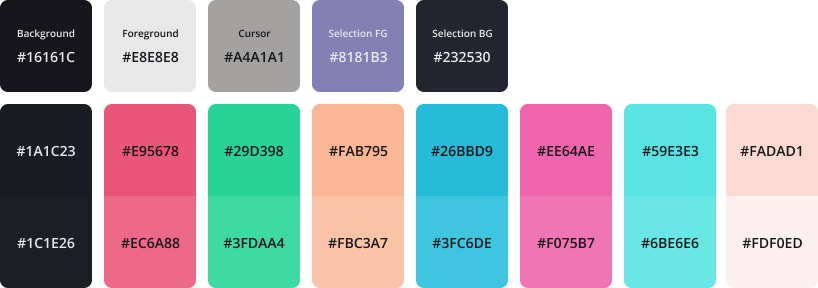 Background
#16161C
Foreground
#E8E8E8
Cursor
#A4A1A1
Selection FG
#8181B3
Selection BG
#232530
#1A1C23
#E95678
#29D398
#FAB795
#26BBD9
#EE64AE
#59E3E3
#FADAD1
#1C1E26
#EC6A88
#3FDAA4
#FBC3A7
#3FC6DE
#F075B7
#6BE6E6
#FDF0ED